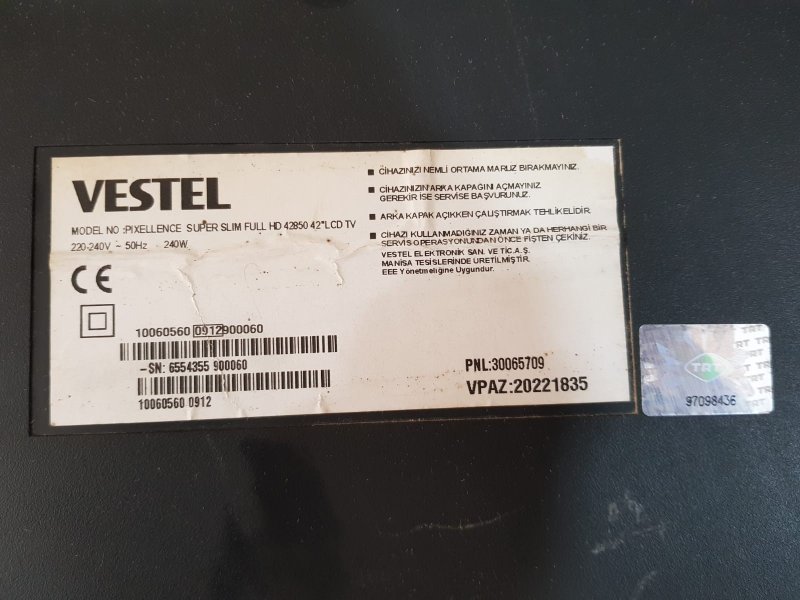 VESTEL
MODEL NO :PIXELLENCE SUPER SLIM FULL HD 42850 42"LCD TV
220-240V ~ 50Hz 240W
CE
10060560 0912900060
-SN: 6554355 900060
10060560 0912
■ CİHAZINIZI NEMLİ ORTAMA MARUZ BIRAKMAYINIZ.
■ CİHAZINIZIN ARKA KAPAĞINI AÇMAYINIZ
GEREKİR İSE SERVİSE BAŞVURUNUZ.
■ ARKA KAPAK AÇIKKEN ÇALIŞTIRMAK TEHLİKELİDİR
■ CİHAZI KULLANMADIĞINIZ ZAMAN YA DA HERHANGİ BİR
SERVİS OPERASYONUNDAN ÖNCE FİŞTEN ÇEKİNİZ.
VESTEL ELEKTRONİK SAN. VE TİC.A.Ş.
MANİSA TESİSLERİNDE ÜRETİLMİŞTİR.
EEE Yönetmeliğine Uygundur.
PNL:30065709
VPAZ:20221835
TRT
97098436